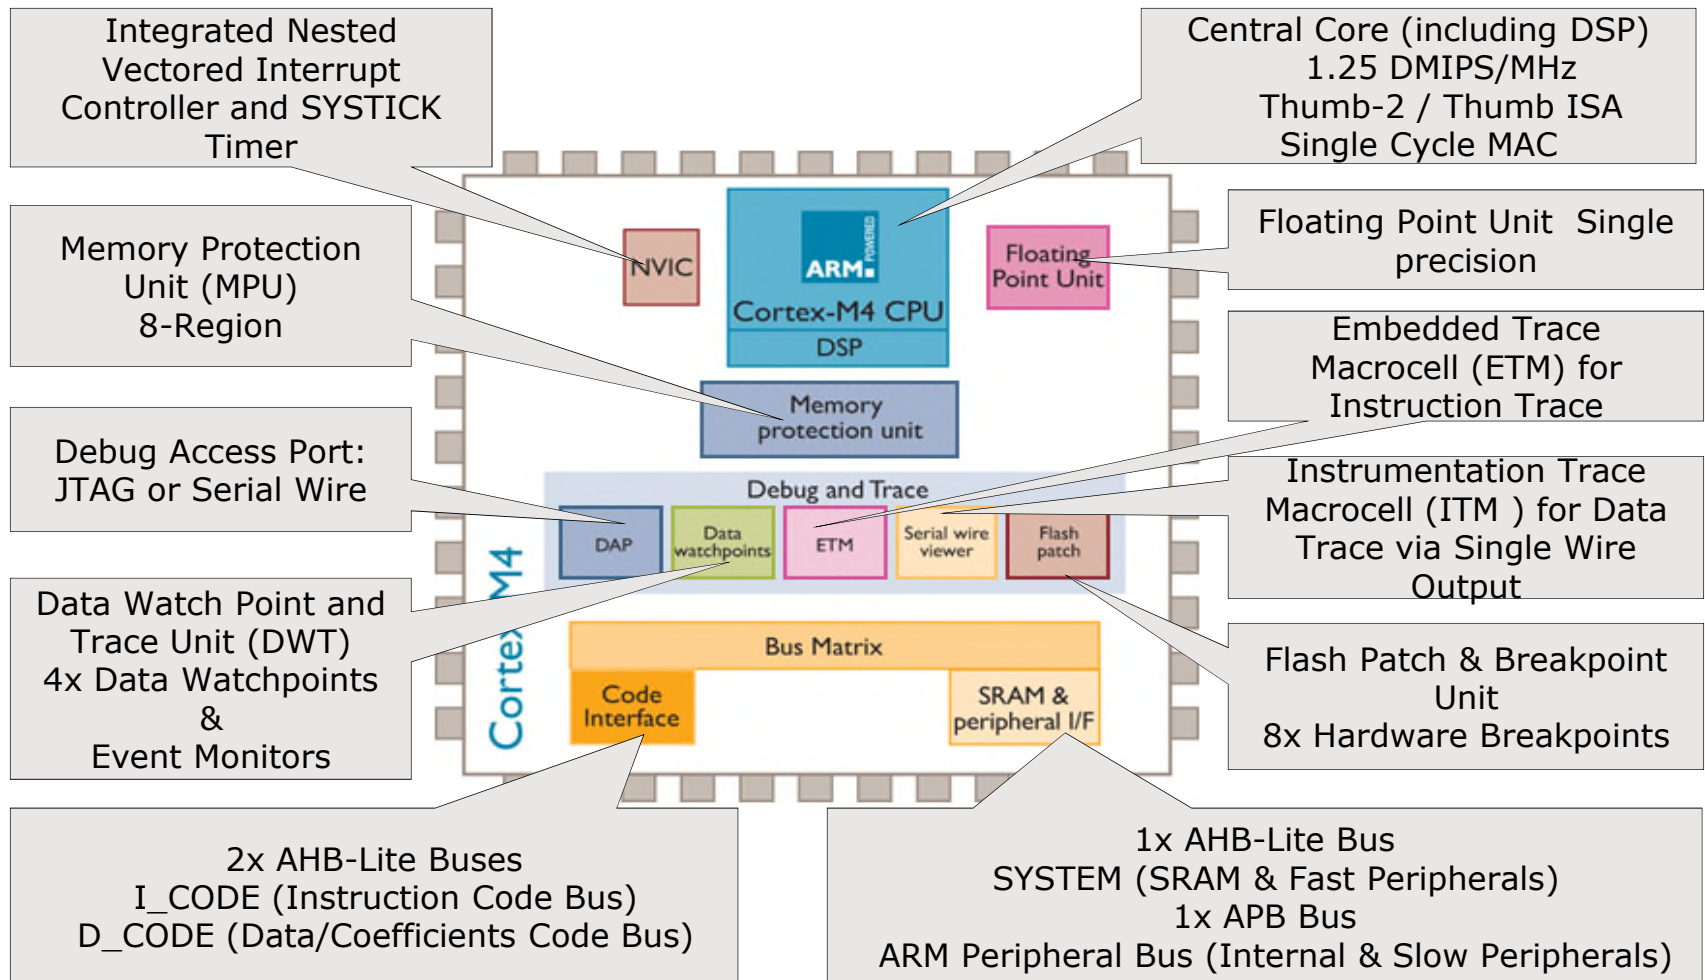 Integrated Nested
Vectored Interrupt
Controller and SYSTICK
Timer
Central Core (including DSP)
1.25 DMIPS/MHz
Thumb-2 / Thumb ISA
Single Cycle MAC
Memory Protection
Unit (MPU)
8-Region
Floating Point Unit Single
precision
Debug Access Port:
JTAG or Serial Wire
Embedded Trace
Macrocell (ETM) for
Instruction Trace
Instrumentation Trace
Macrocell (ITM ) for Data
Trace via Single Wire
Output
Data Watch Point and
Trace Unit (DWT)
4x Data Watchpoints
&
Event Monitors
Flash Patch & Breakpoint
Unit
8x Hardware Breakpoints
NVIC
ARM
POWERED
Cortex-M4 CPU
DSP
Floating
Point Unit
Memory
protection unit
Debug and Trace
DAP
Data
watchpoints
ETM
Serial wire
viewer
Flash
patch
Cortex-M4
Bus Matrix
Code
Interface
SRAM &
peripheral I/F
2x AHB-Lite Buses
I_CODE (Instruction Code Bus)
D_CODE (Data/Coefficients Code Bus)
1x AHB-Lite Bus
SYSTEM (SRAM & Fast Peripherals)
1x APB Bus
ARM Peripheral Bus (Internal & Slow Peripherals)